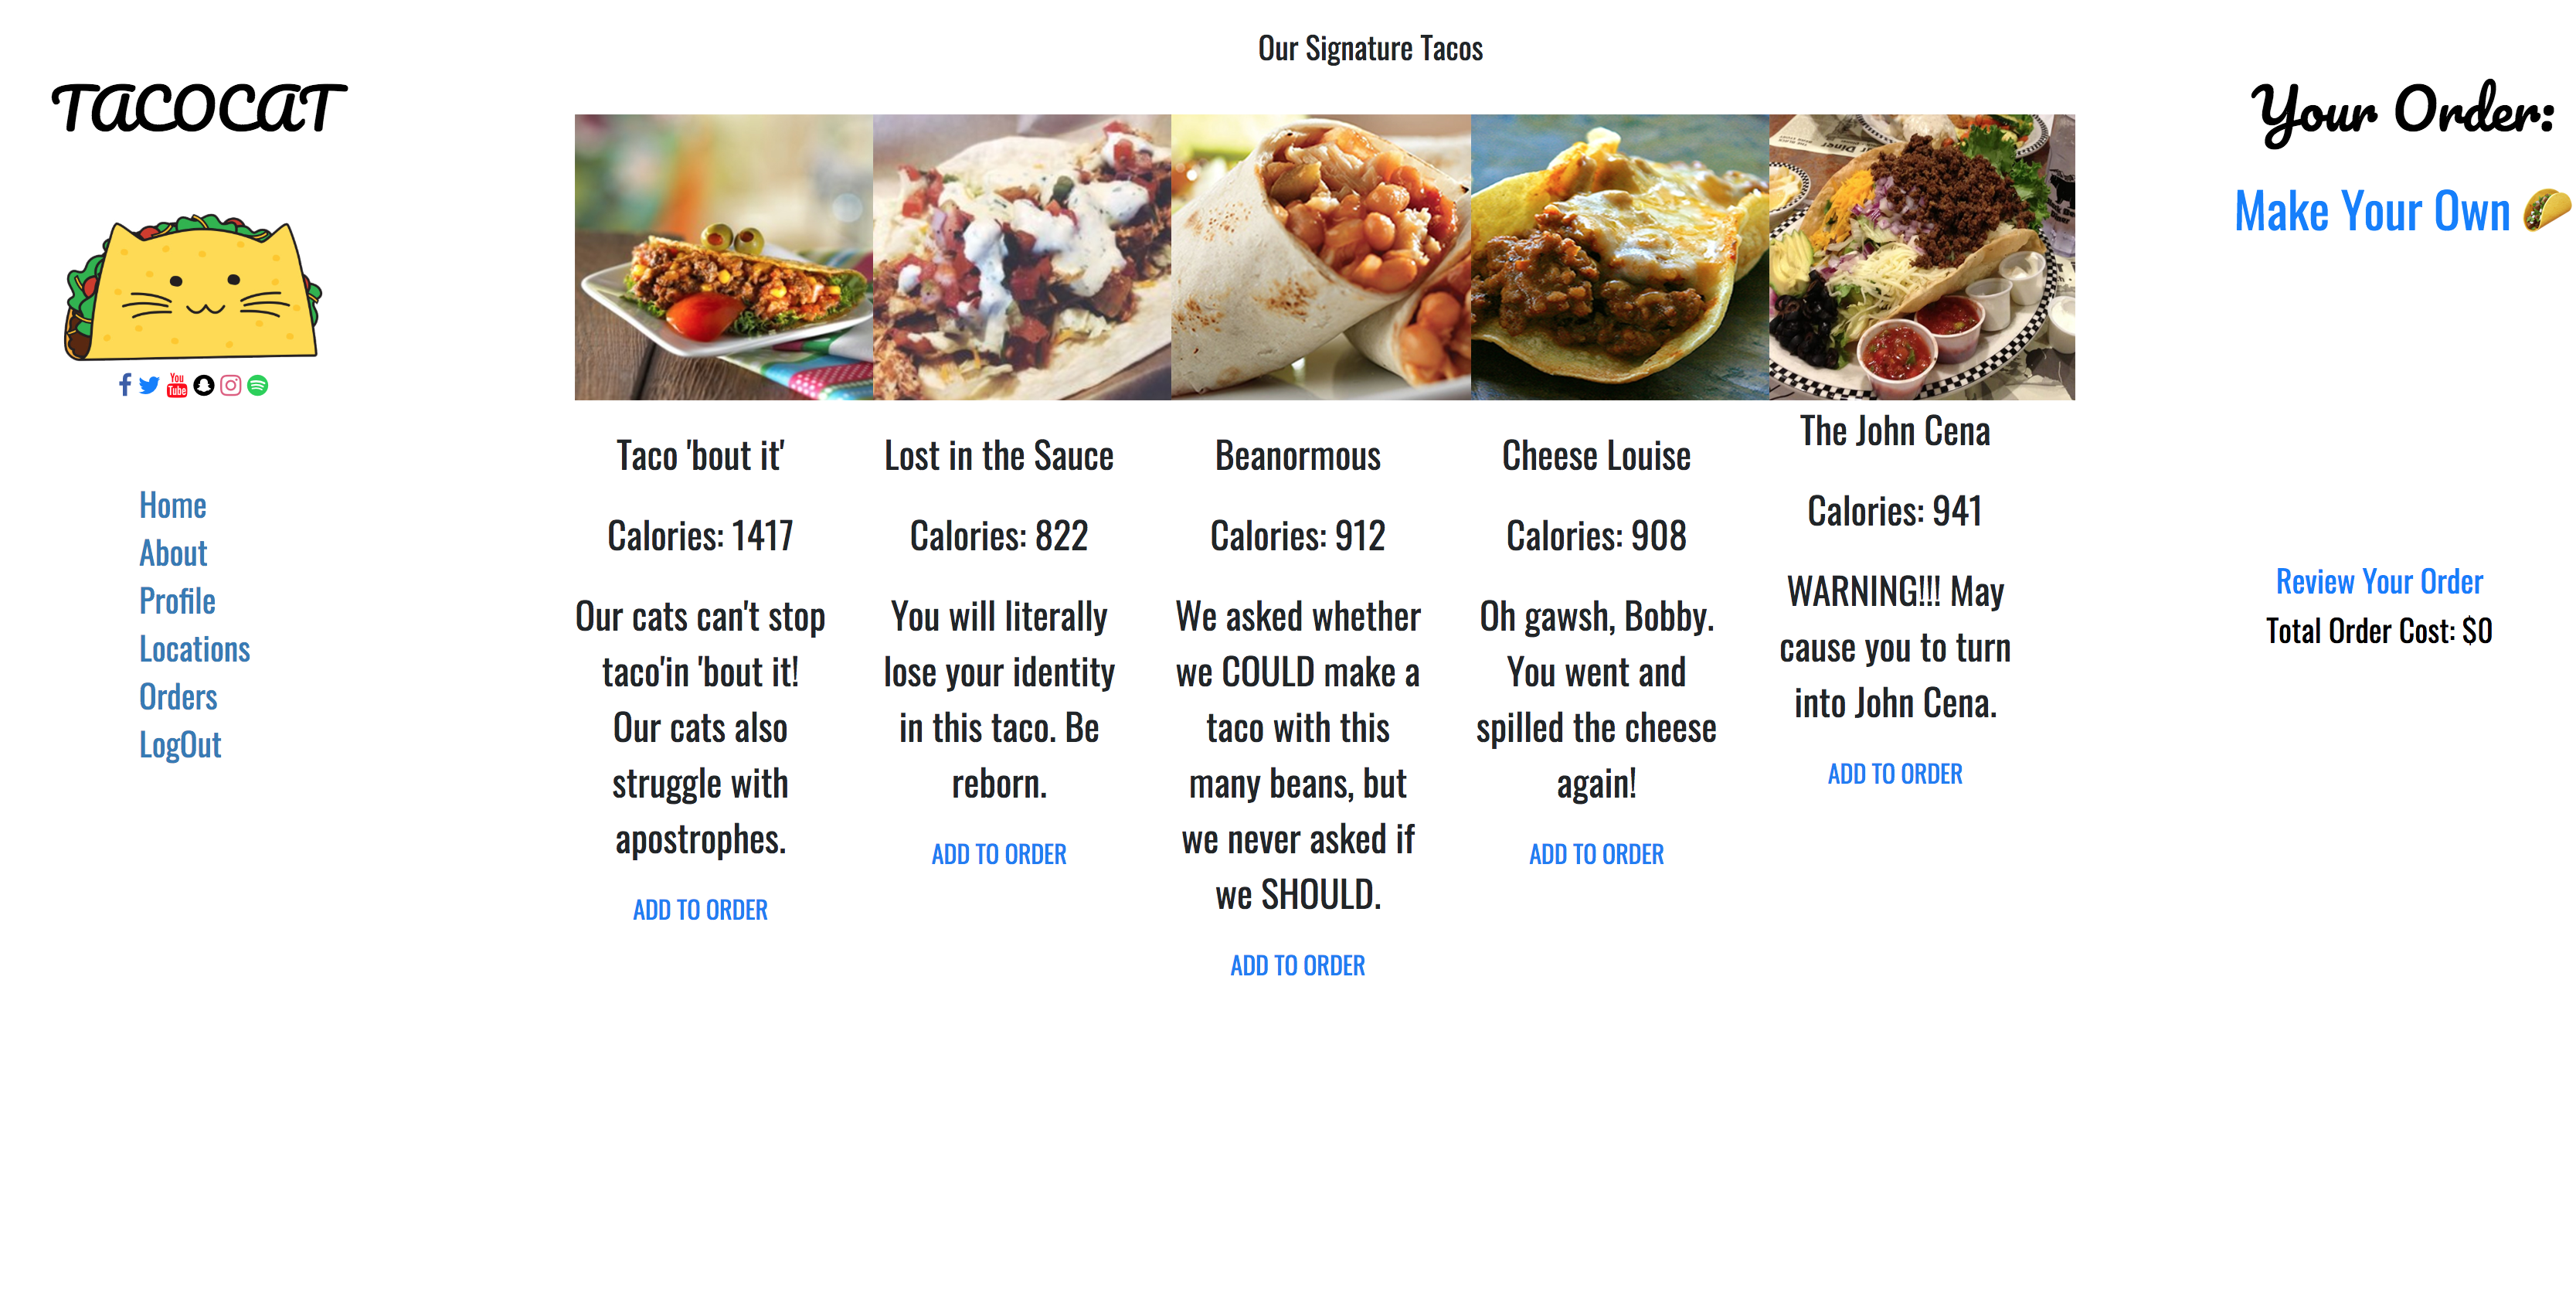 TACOCAT
Home
About
Profile
Locations
Orders
LogOut
Our Signature Tacos
Taco 'bout it'
Calories: 1417
Our cats can't stop
taco'in 'bout it!
Our cats also
struggle with
apostrophes.
ADD TO ORDER
Lost in the Sauce
Calories: 822
You will literally
lose your identity
in this taco. Be
reborn.
ADD TO ORDER
Beanormous
Calories: 912
We asked whether
we COULD make a
taco with this
many beans, but
we never asked if
we SHOULD.
ADD TO ORDER
Cheese Louise
Calories: 908
Oh gawsh, Bobby.
You went and
spilled the cheese
again!
ADD TO ORDER
The John Cena
Calories: 941
WARNING!!! May
cause you to turn
into John Cena.
ADD TO ORDER
Your Order:
Make Your Own 🌮
Review Your Order
Total Order Cost: $0